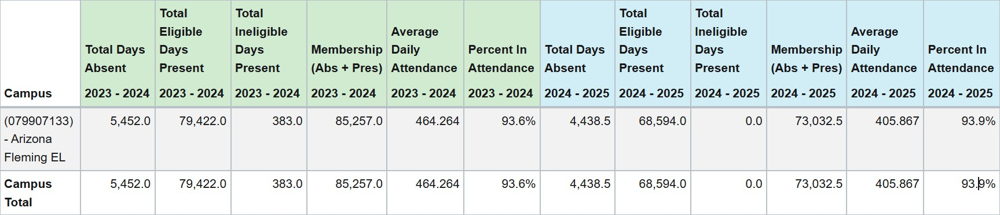 Campus Total Days Absent 2023 - 2024 Total Eligible Days Present 2023 - 2024 Total Ineligible Days Present 2023 - 2024 Membership (Abs + Pres) 2023 - 2024 Average Daily Attendance 2023 - 2024 Percent In Attendance 2023 - 2024 Total Days Absent 2024 - 2025 Total Eligible Days Present 2024 - 2025 Total Ineligible Days Present 2024 - 2025 Membership (Abs + Pres) 2024 - 2025 Average Daily Attendance 2024 - 2025 Percent In Attendance 2024 - 2025
(079907133) - Arizona Fleming EL 5,452.0 79,422.0 383.0 85,257.0 464.264 93.6% 4,438.5 68,594.0 0.0 73,032.5 405.867 93.9%
Campus Total 5,452.0 79,422.0 383.0 85,257.0 464.264 93.6% 4,438.5 68,594.0 0.0 73,032.5 405.867 93.9%